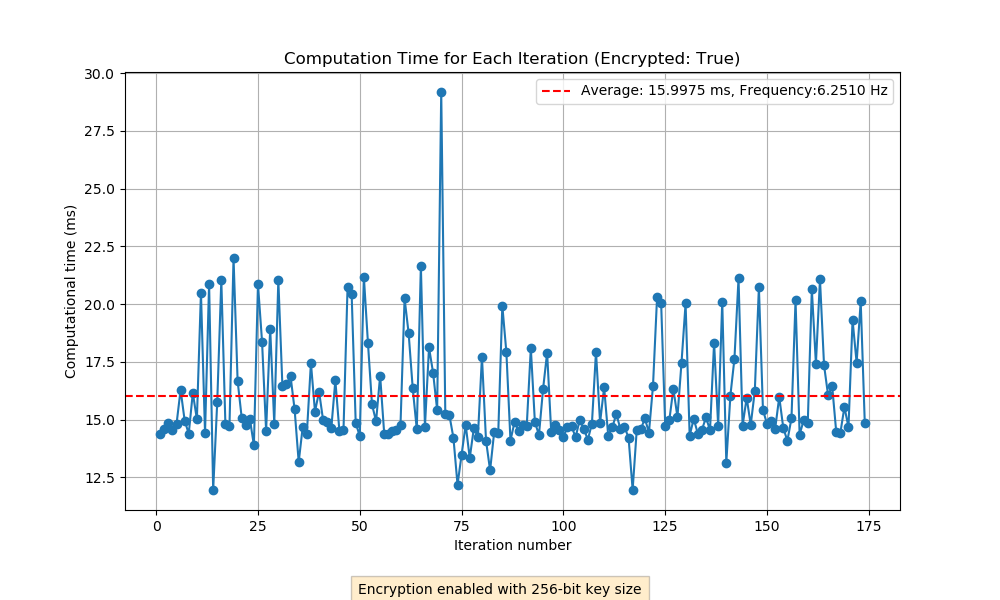 Computation Time for Each Iteration (Encrypted: True)
Average: 15.9975 ms, Frequency:6.2510 Hz
Computational time (ms)
30.0
27.5
25.0
22.5
20.0
17.5
15.0
12.5
0 25 50 75 100 125 150 175
Iteration number
Encryption enabled with 256-bit key size